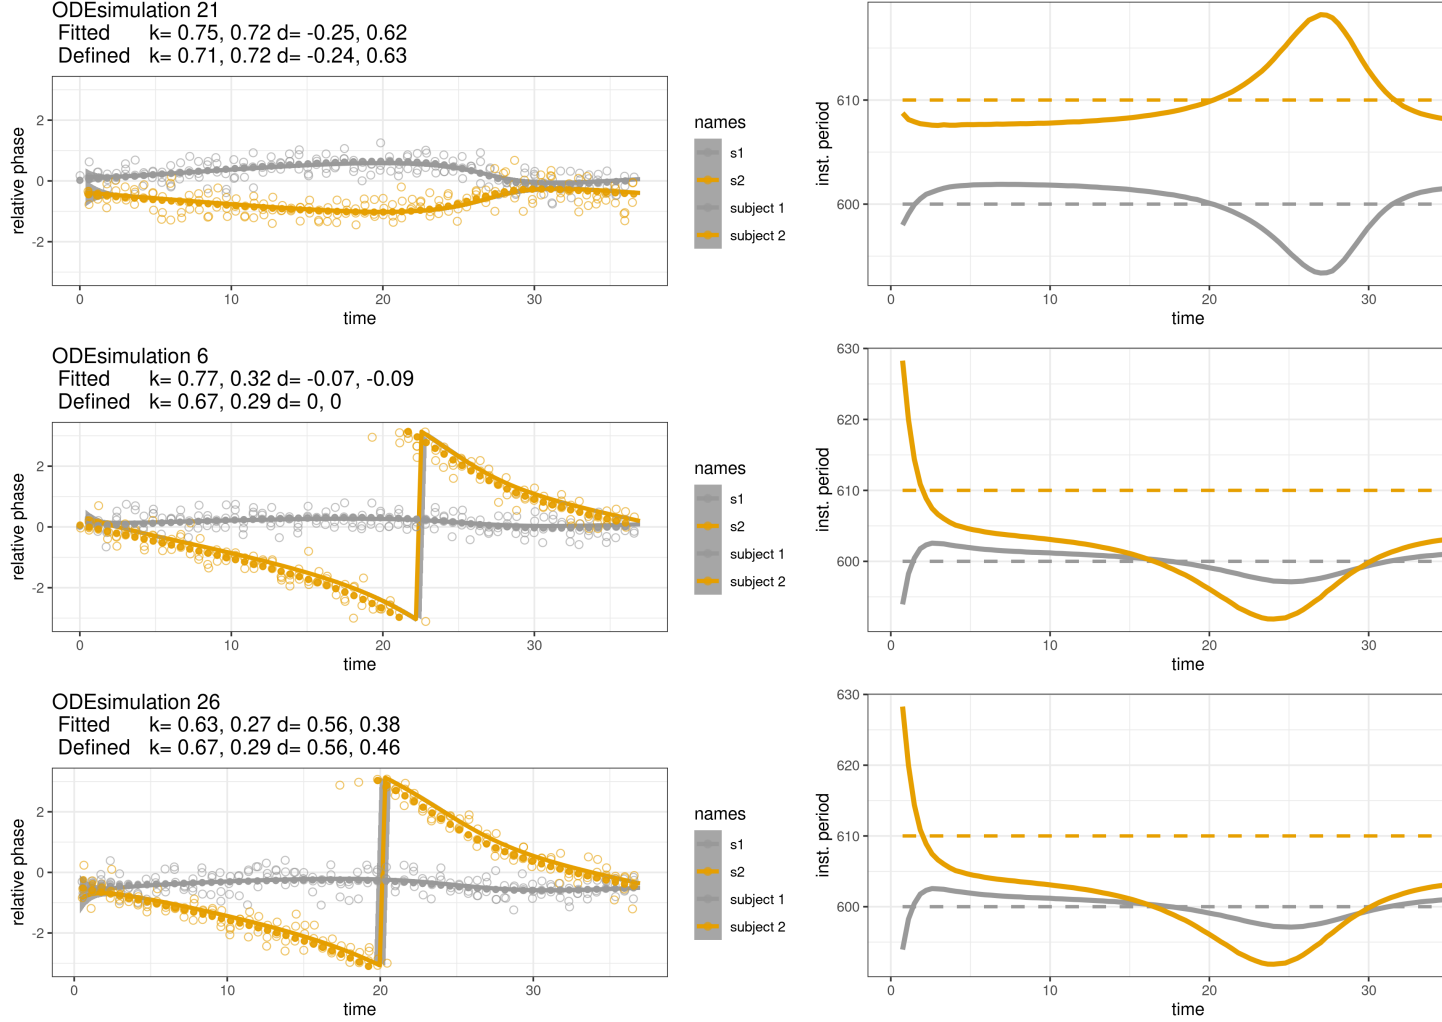 ODEsimulation 21
Fitted k= 0.75, 0.72 d= -0.25, 0.62
Defined k= 0.71, 0.72 d= -0.24, 0.63
relative phase
2
0
-2
0 10 20 30
time
names
s1
s2
subject 1
subject 2
inst. period
610
600
0 10 20 30
time
ODEsimulation 6
Fitted k= 0.77, 0.32 d= -0.07, -0.09
Defined k= 0.67, 0.29 d= 0, 0
relative phase
2
0
-2
0 10 20 30
time
names
s1
s2
subject 1
subject 2
inst. period
630
620
610
600
0 10 20 30
time
ODEsimulation 26
Fitted k= 0.63, 0.27 d= 0.56, 0.38
Defined k= 0.67, 0.29 d= 0.56, 0.46
relative phase
2
0
-2
0 10 20 30
time
names
s1
s2
subject 1
subject 2
inst. period
630
620
610
600
0 10 20 30
time